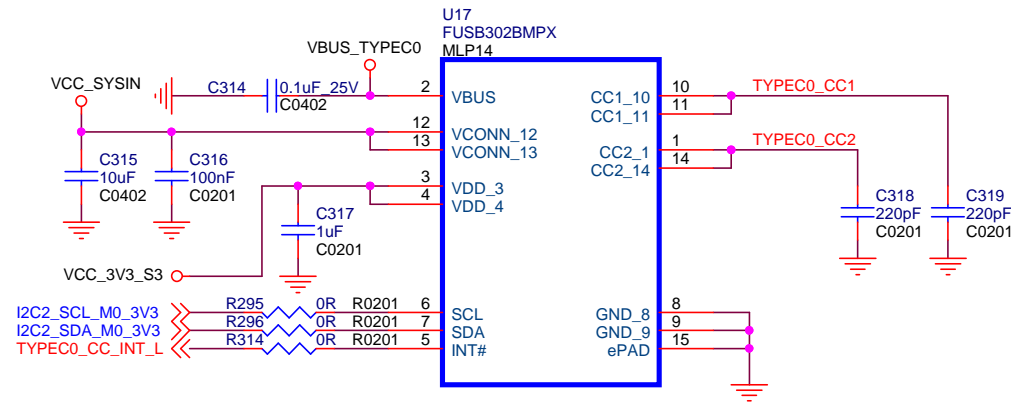 U17
FUSB302BMPX
MLP14
VBUS_TYPEC0
VCC_SYSIN
C314
0.1uF_25V
C0402
2
VBUS
12
VCONN_12
13
VCONN_13
C315
10uF
C0402
C316
100nF
C0201
3
VDD_3
4
VDD_4
C317
1uF
C0201
VCC_3V3_S3
I2C2_SCL_M0_3V3
R295
0R
R0201
6
SCL
I2C2_SDA_M0_3V3
R296
0R
R0201
7
SDA
TYPEC0_CC_INT_L
R314
0R
R0201
5
INT#
10
CC1_10
TYPEC0_CC1
11
CC1_11
1
CC2_1
TYPEC0_CC2
14
CC2_14
C318
220pF
C0201
C319
220pF
C0201
8
GND_8
9
GND_9
15
ePAD